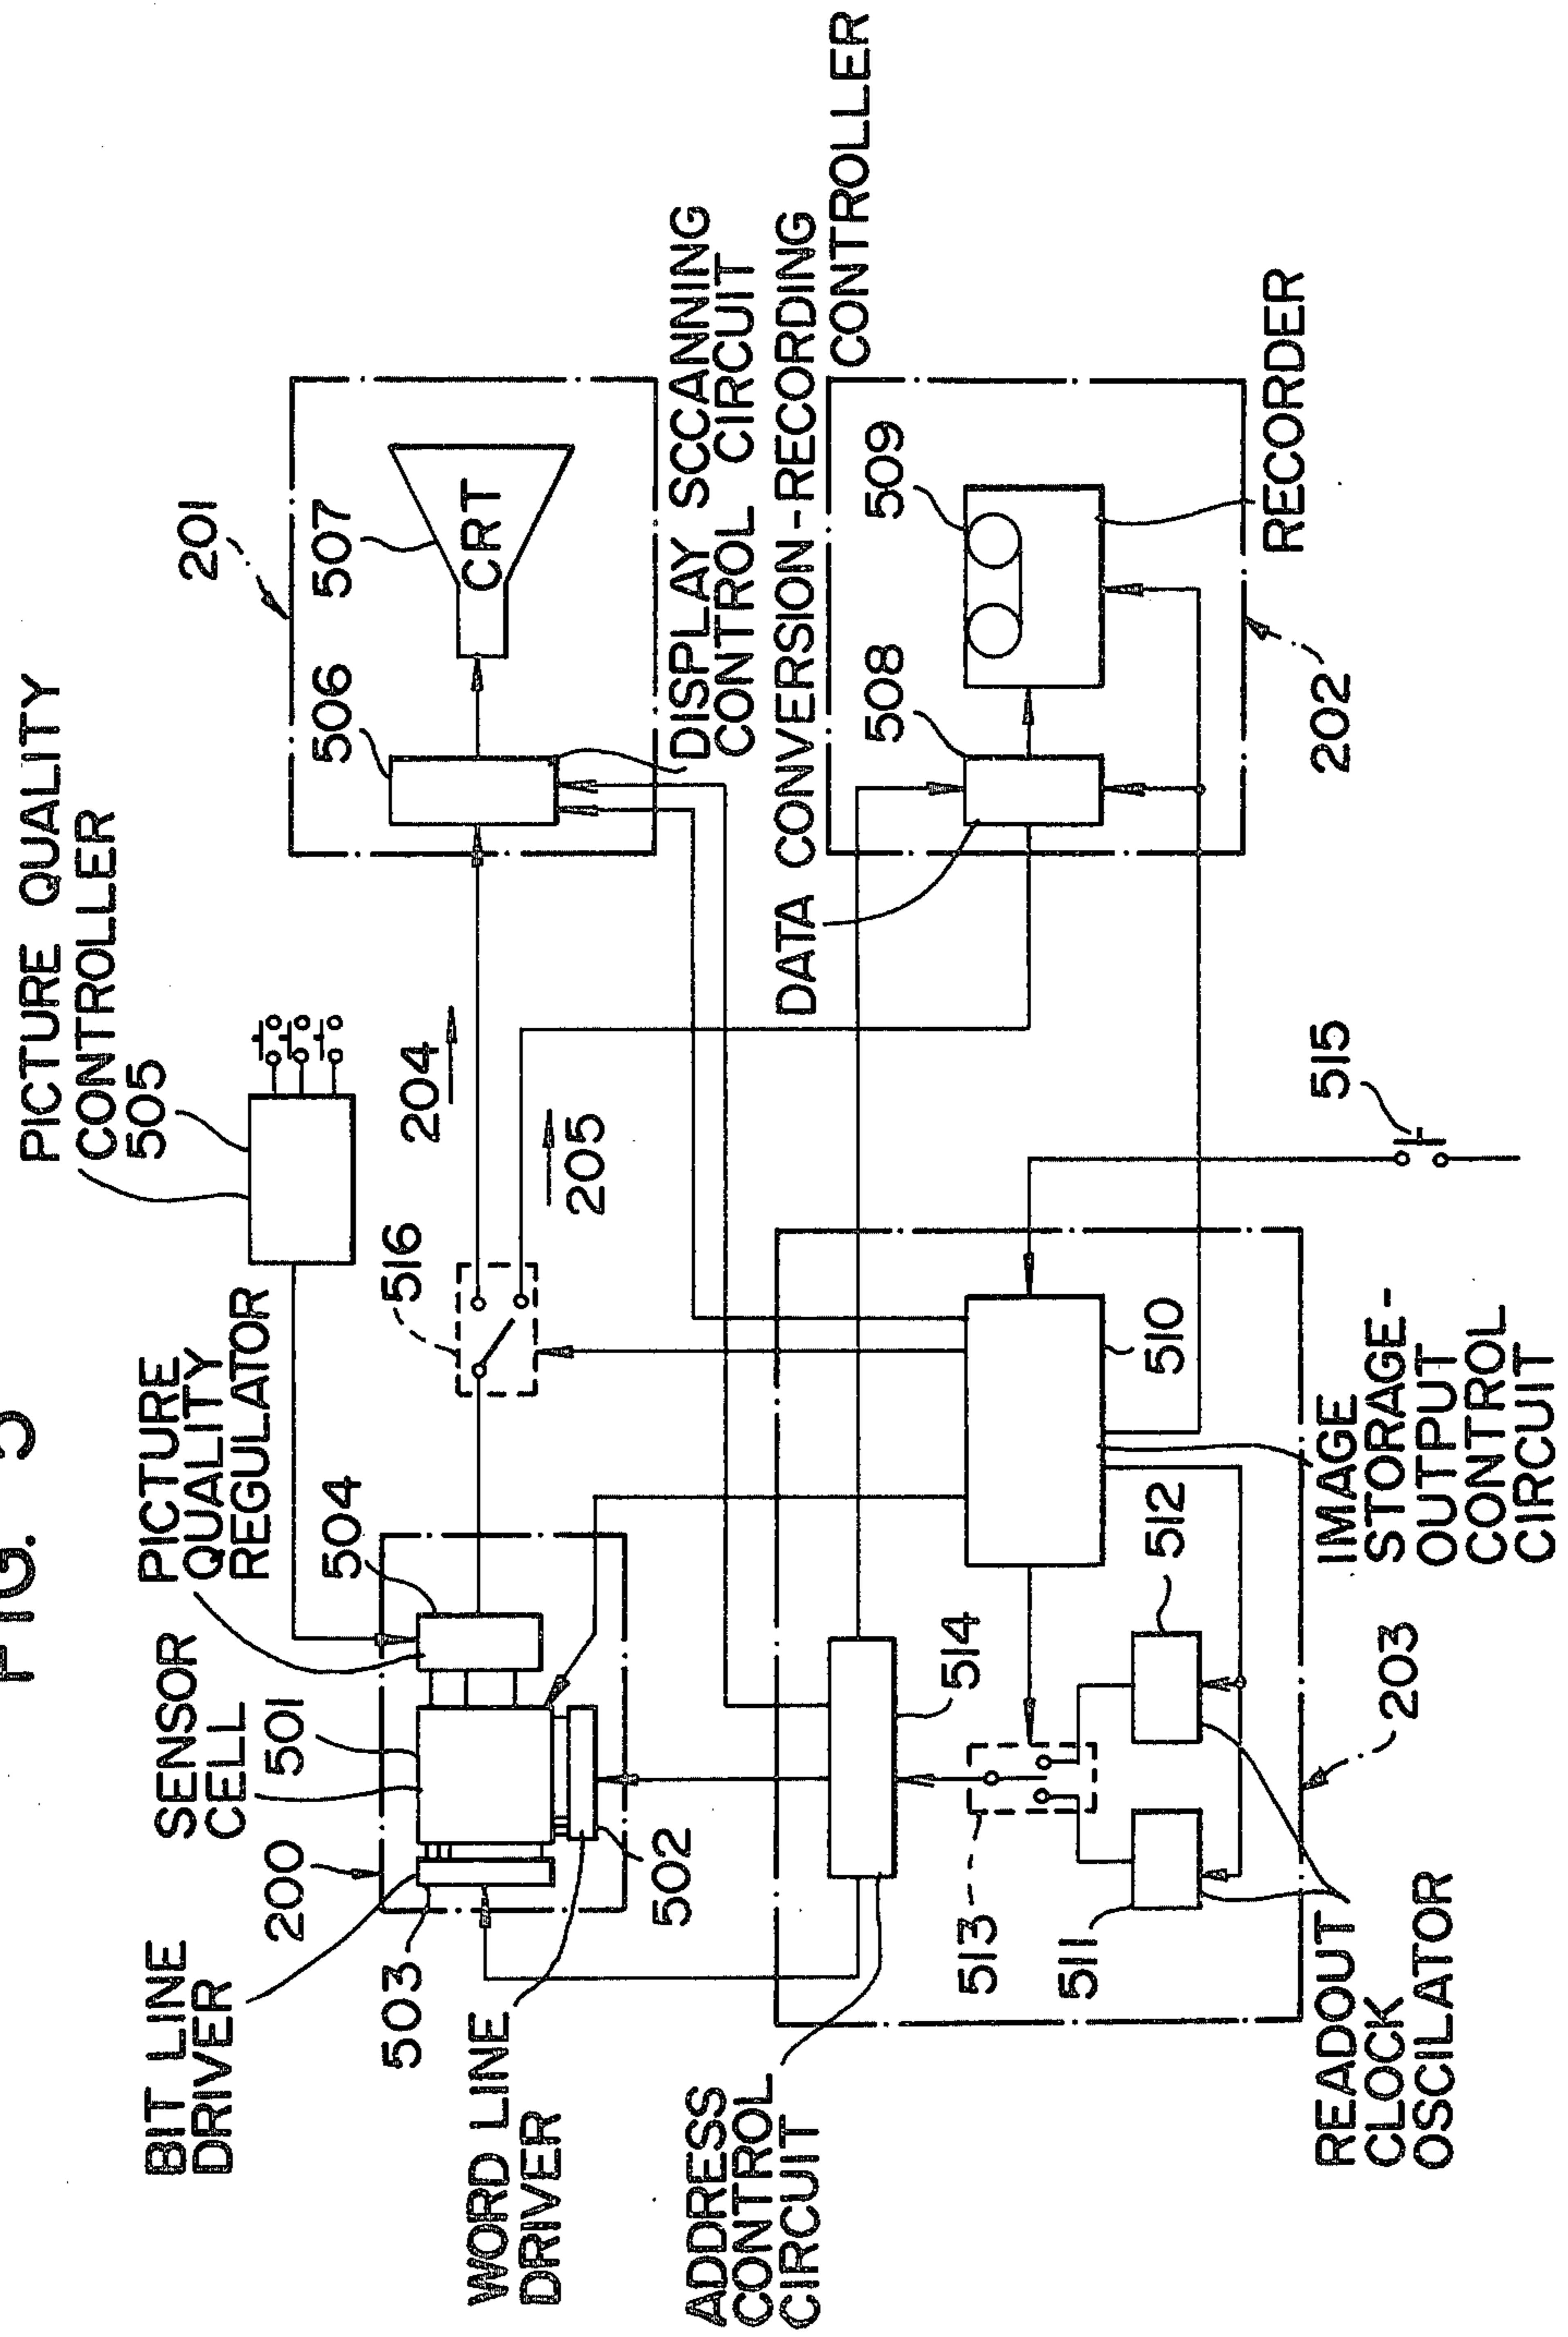 FIG. 5
PICTURE QUALITY
CONTROLLER
505
PICTURE
QUALITY
REGULATOR
504
SENSOR
CELL
501
200
BIT LINE
DRIVER
503
WORD LINE
DRIVER
502
516
204
205
201
506
507
CRT
DISPLAY SCCANNING
CONTROL CIRCUIT
DATA CONVERSION-RECORDING
CONTROLLER
508
509
RECORDER
202
515
ADDRESS
CONTROL
CIRCUIT
514
513
511
512
510
203
READOUT
CLOCK
OSCILATOR
IMAGE
STORAGE-
OUTPUT
CONTROL
CIRCUIT